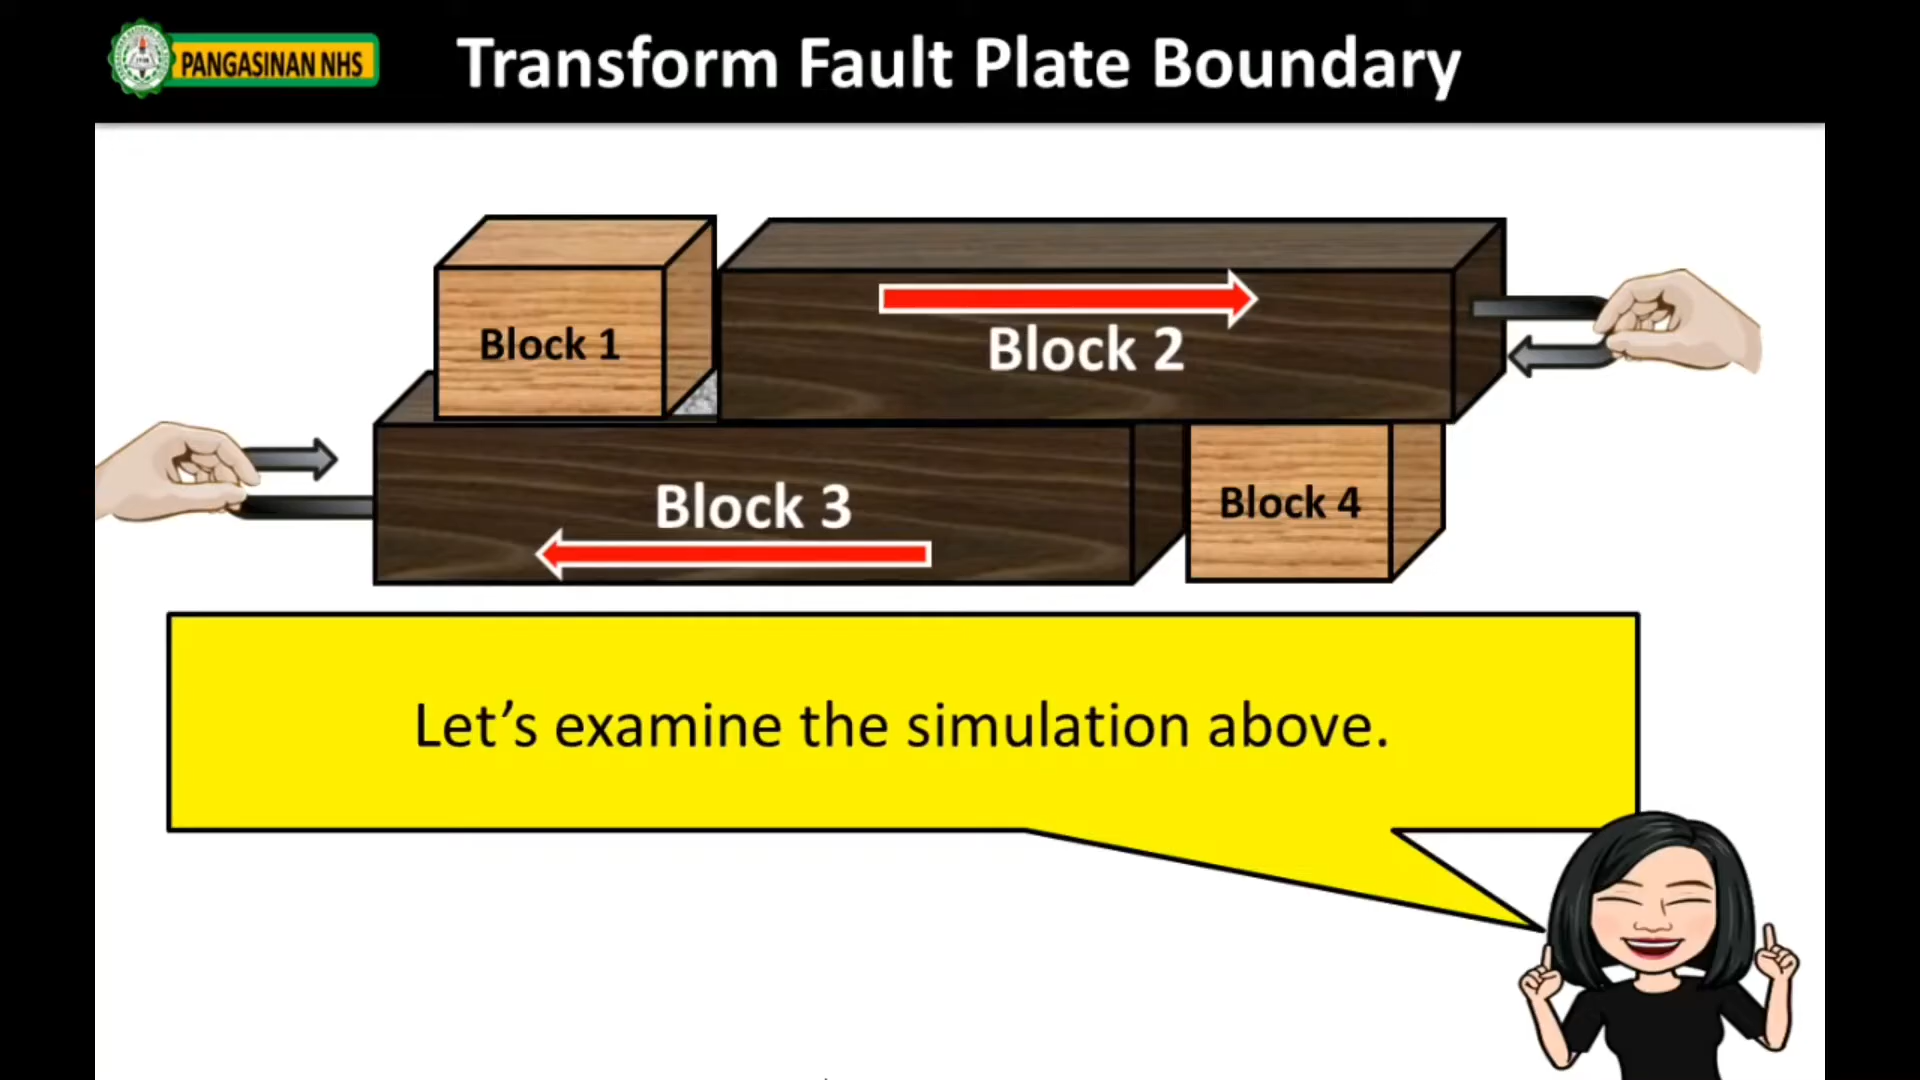 PANGASINAN NHS
Transform Fault Plate Boundary
Block 1
Block 2
Block 3
Block 4
Let’s examine the simulation above.